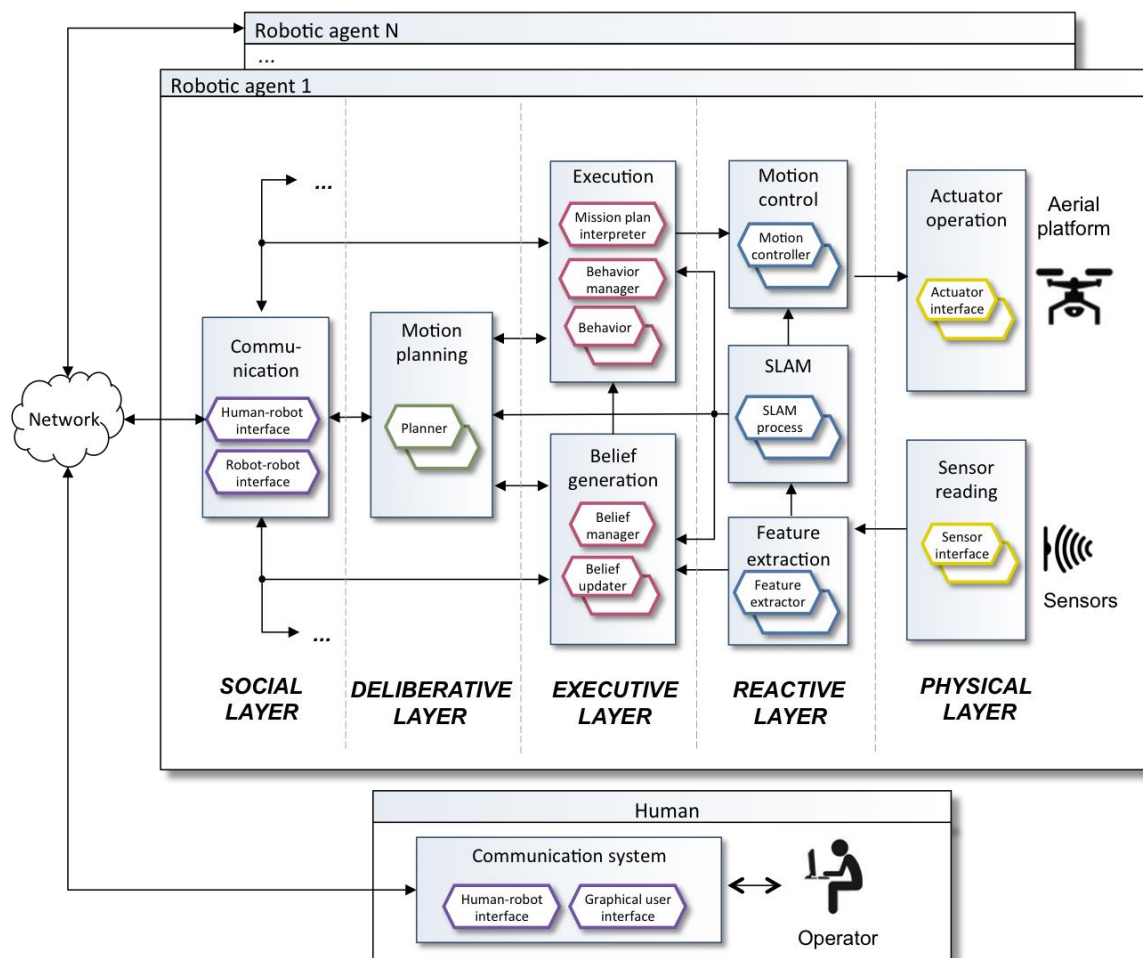 Robotic agent N
...
Robotic agent 1
...
Commu-
nication
Human-robot
interface
Robot-robot
interface
...
Network
Motion
planning
Planner
Execution
Mission plan
interpreter
Behavior
manager
Behavior
Belief
generation
Belief
manager
Belief
updater
Motion
control
Motion
controller
SLAM
SLAM
process
Feature
extraction
Feature
extractor
Actuator
operation
Actuator
interface
Sensor
reading
Sensor
interface
Aerial
platform
Sensors
SOCIAL
LAYER
DELIBERATIVE
LAYER
EXECUTIVE
LAYER
REACTIVE
LAYER
PHYSICAL
LAYER
Human
Communication system
Human-robot
interface
Graphical user
interface
Operator